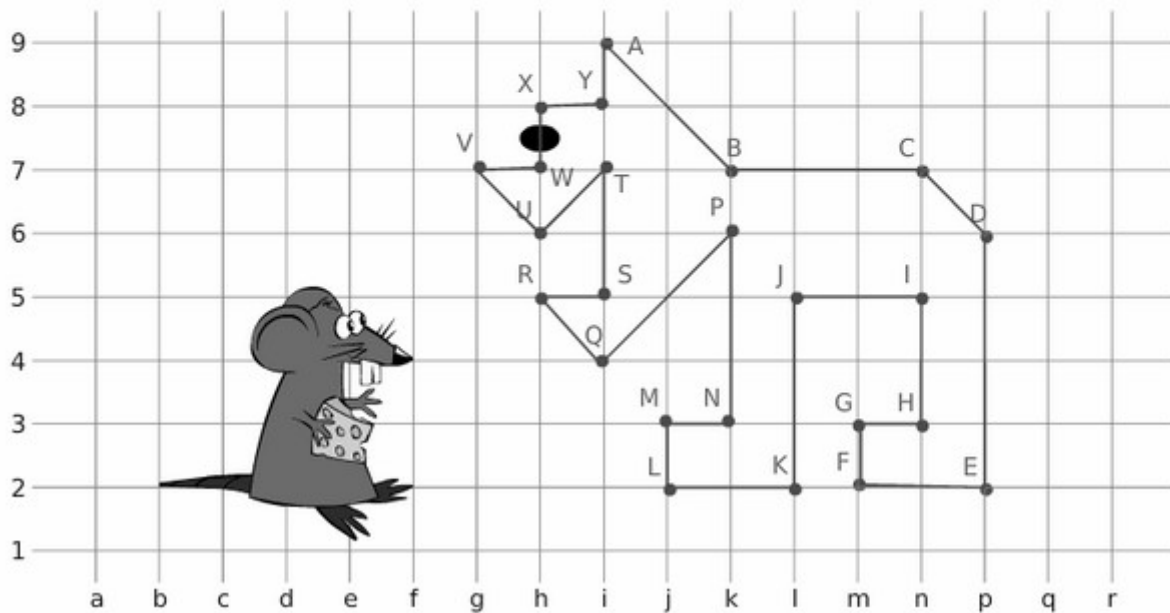 9 A
8 X Y
7 V W T B C
6 U P D
5 R S J I
4 Q
3 M N G H
2 L K F E
1
a b c d e f g h i j k l m n p q r